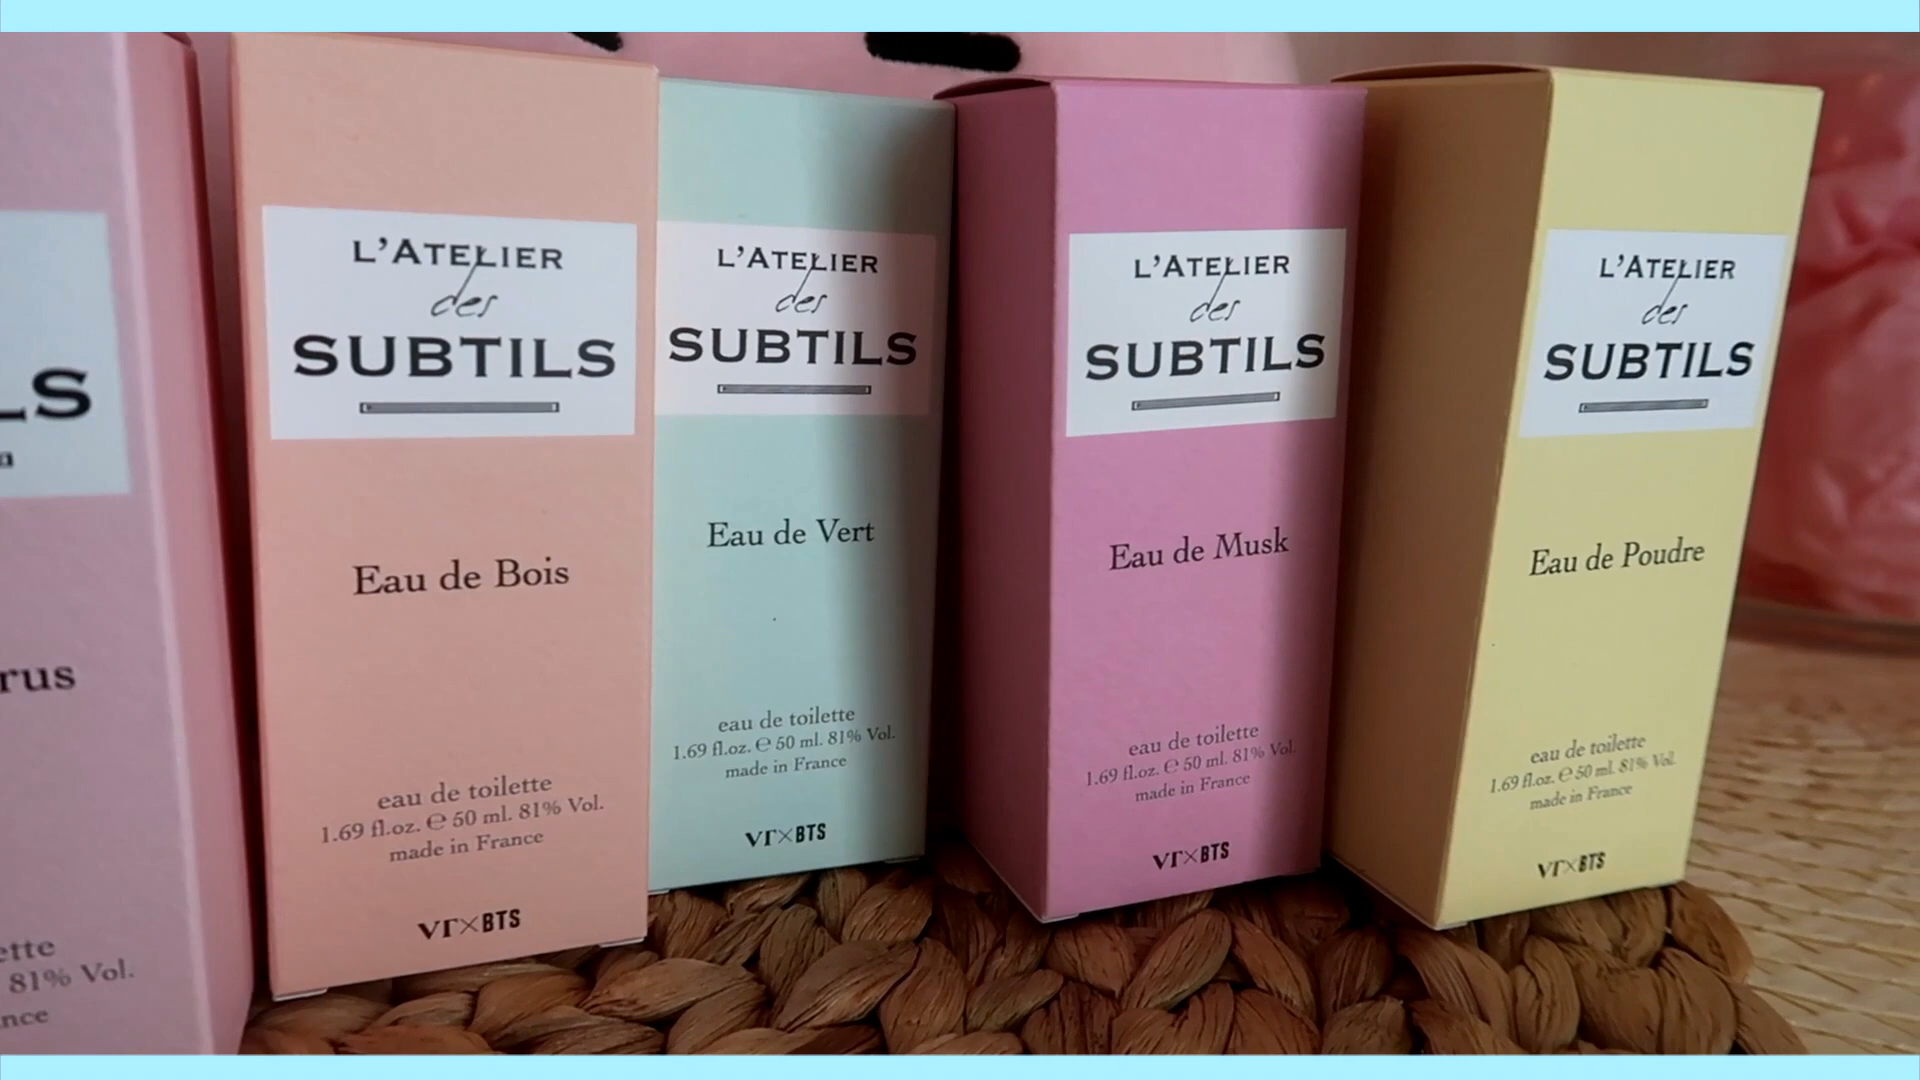 LS
rus
ette
81% Vol.
nce
L'ATELIER
des
SUBTILS
Eau de Bois
eau de toilette
1.69 fl.oz. ℮ 50 ml. 81% Vol.
made in France
VT×BTS
L'ATELIER
des
SUBTILS
Eau de Vert
eau de toilette
1.69 fl.oz. ℮ 50 ml. 81% Vol.
made in France
VT×BTS
L'ATELIER
des
SUBTILS
Eau de Musk
eau de toilette
1.69 fl.oz. ℮ 50 ml. 81% Vol.
made in France
VT×BTS
L'ATELIER
des
SUBTILS
Eau de Poudre
eau de toilette
1.69 fl.oz. ℮ 50 ml. 81% Vol.
made in France
VT×BTS